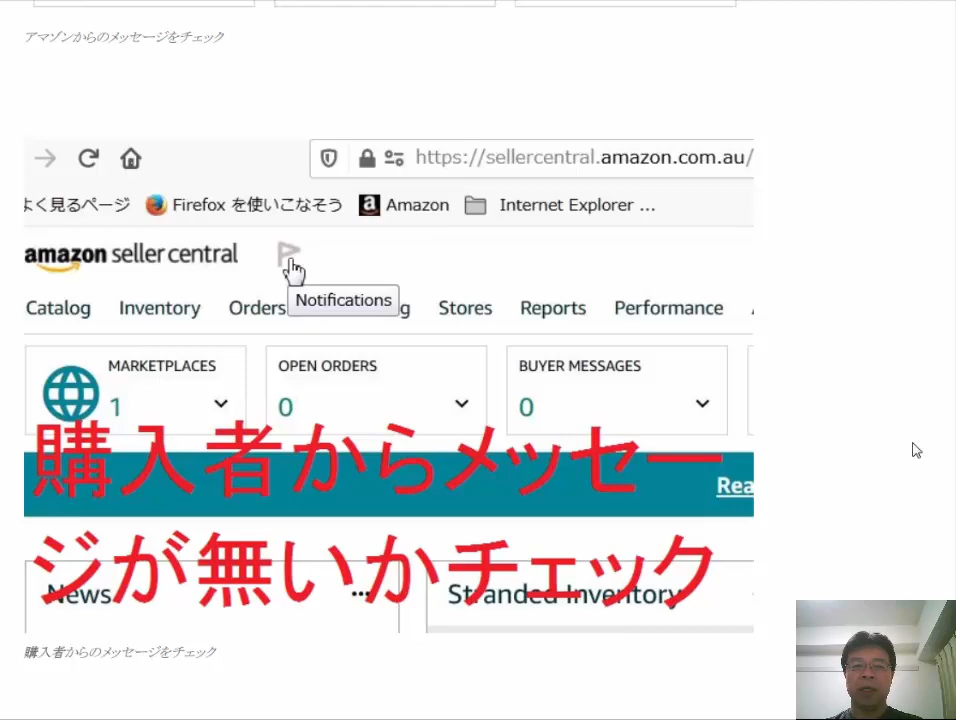 アマゾンからのメッセージをチェック
https://sellercentral.amazon.com.au/
よく見るページ Firefox を使いこなそう Amazon Internet Explorer ...
amazon seller central
Notifications
Catalog Inventory Orders g Stores Reports Performance
MARKETPLACES OPEN ORDERS BUYER MESSAGES
1 0 0
購入者からメッセー
Rea
ジが無いかチェック
News ... Stranded Inventory
購入者からのメッセージをチェック